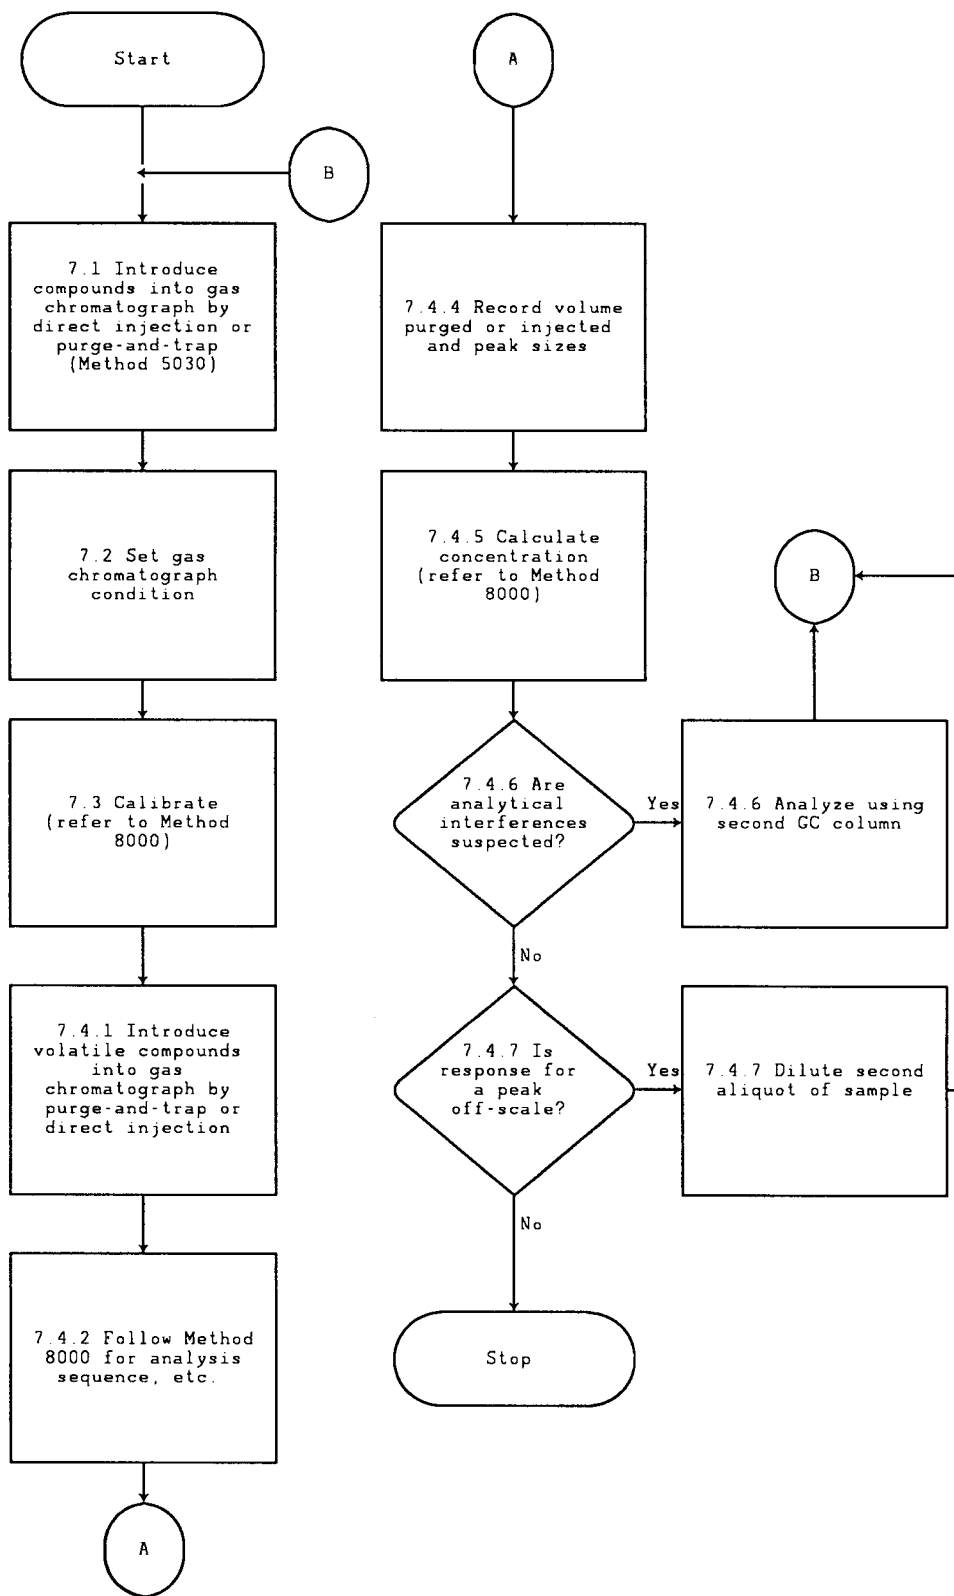 Start
B
7.1 Introduce
compounds into gas
chromatograph by
direct injection or
purge-and-trap
(Method 5030)
7.2 Set gas
chromatograph
condition
7.3 Calibrate
(refer to Method
8000)
7.4.1 Introduce
volatile compounds
into gas
chromatograph by
purge-and-trap or
direct injection
7.4.2 Follow Method
8000 for analysis
sequence, etc.
A
A
7.4.4 Record volume
purged or injected
and peak sizes
7.4.5 Calculate
concentration
(refer to Method
8000)
7.4.6 Are
analytical
interferences
suspected?
Yes
7.4.6 Analyze using
second GC column
B
No
7.4.7 Is
response for
a peak
off-scale?
Yes
7.4.7 Dilute second
aliquot of sample
No
Stop